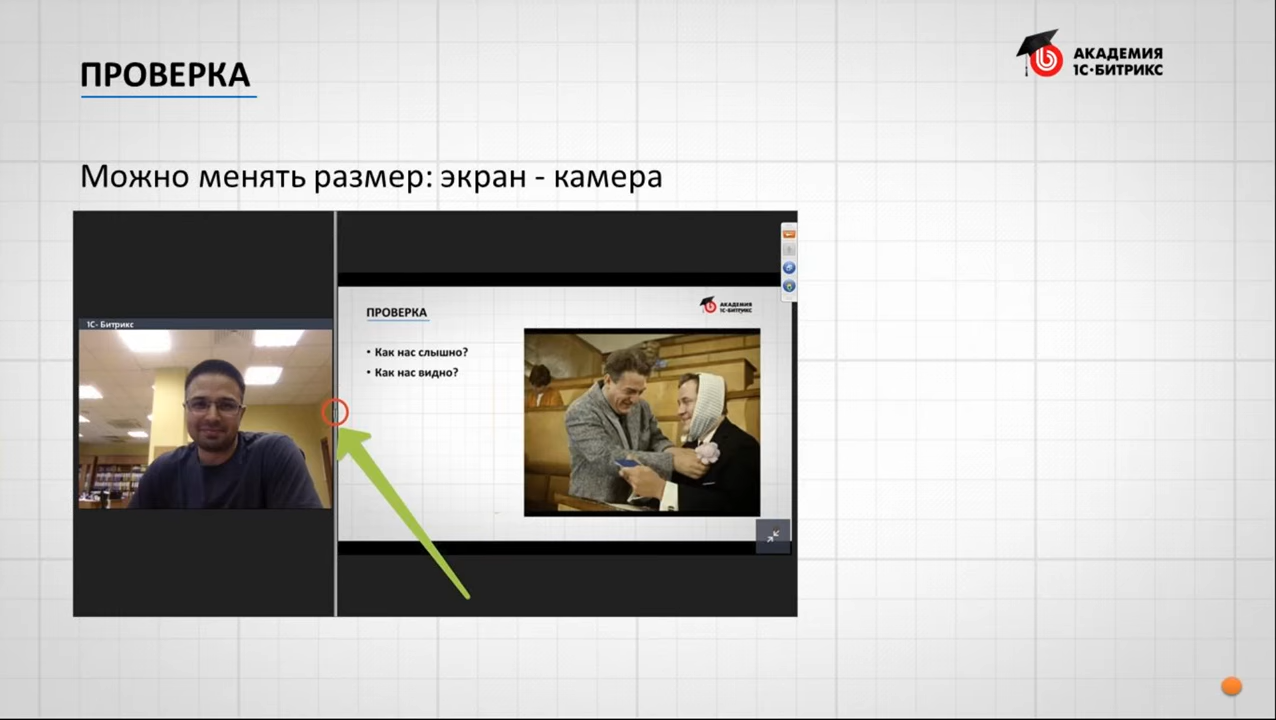 ПРОВЕРКА
АКАДЕМИЯ
1С·БИТРИКС
Можно менять размер: экран - камера
1С- Битрикс
ПРОВЕРКА
АКАДЕМИЯ
1С·БИТРИКС
• Как нас слышно?
• Как нас видно?